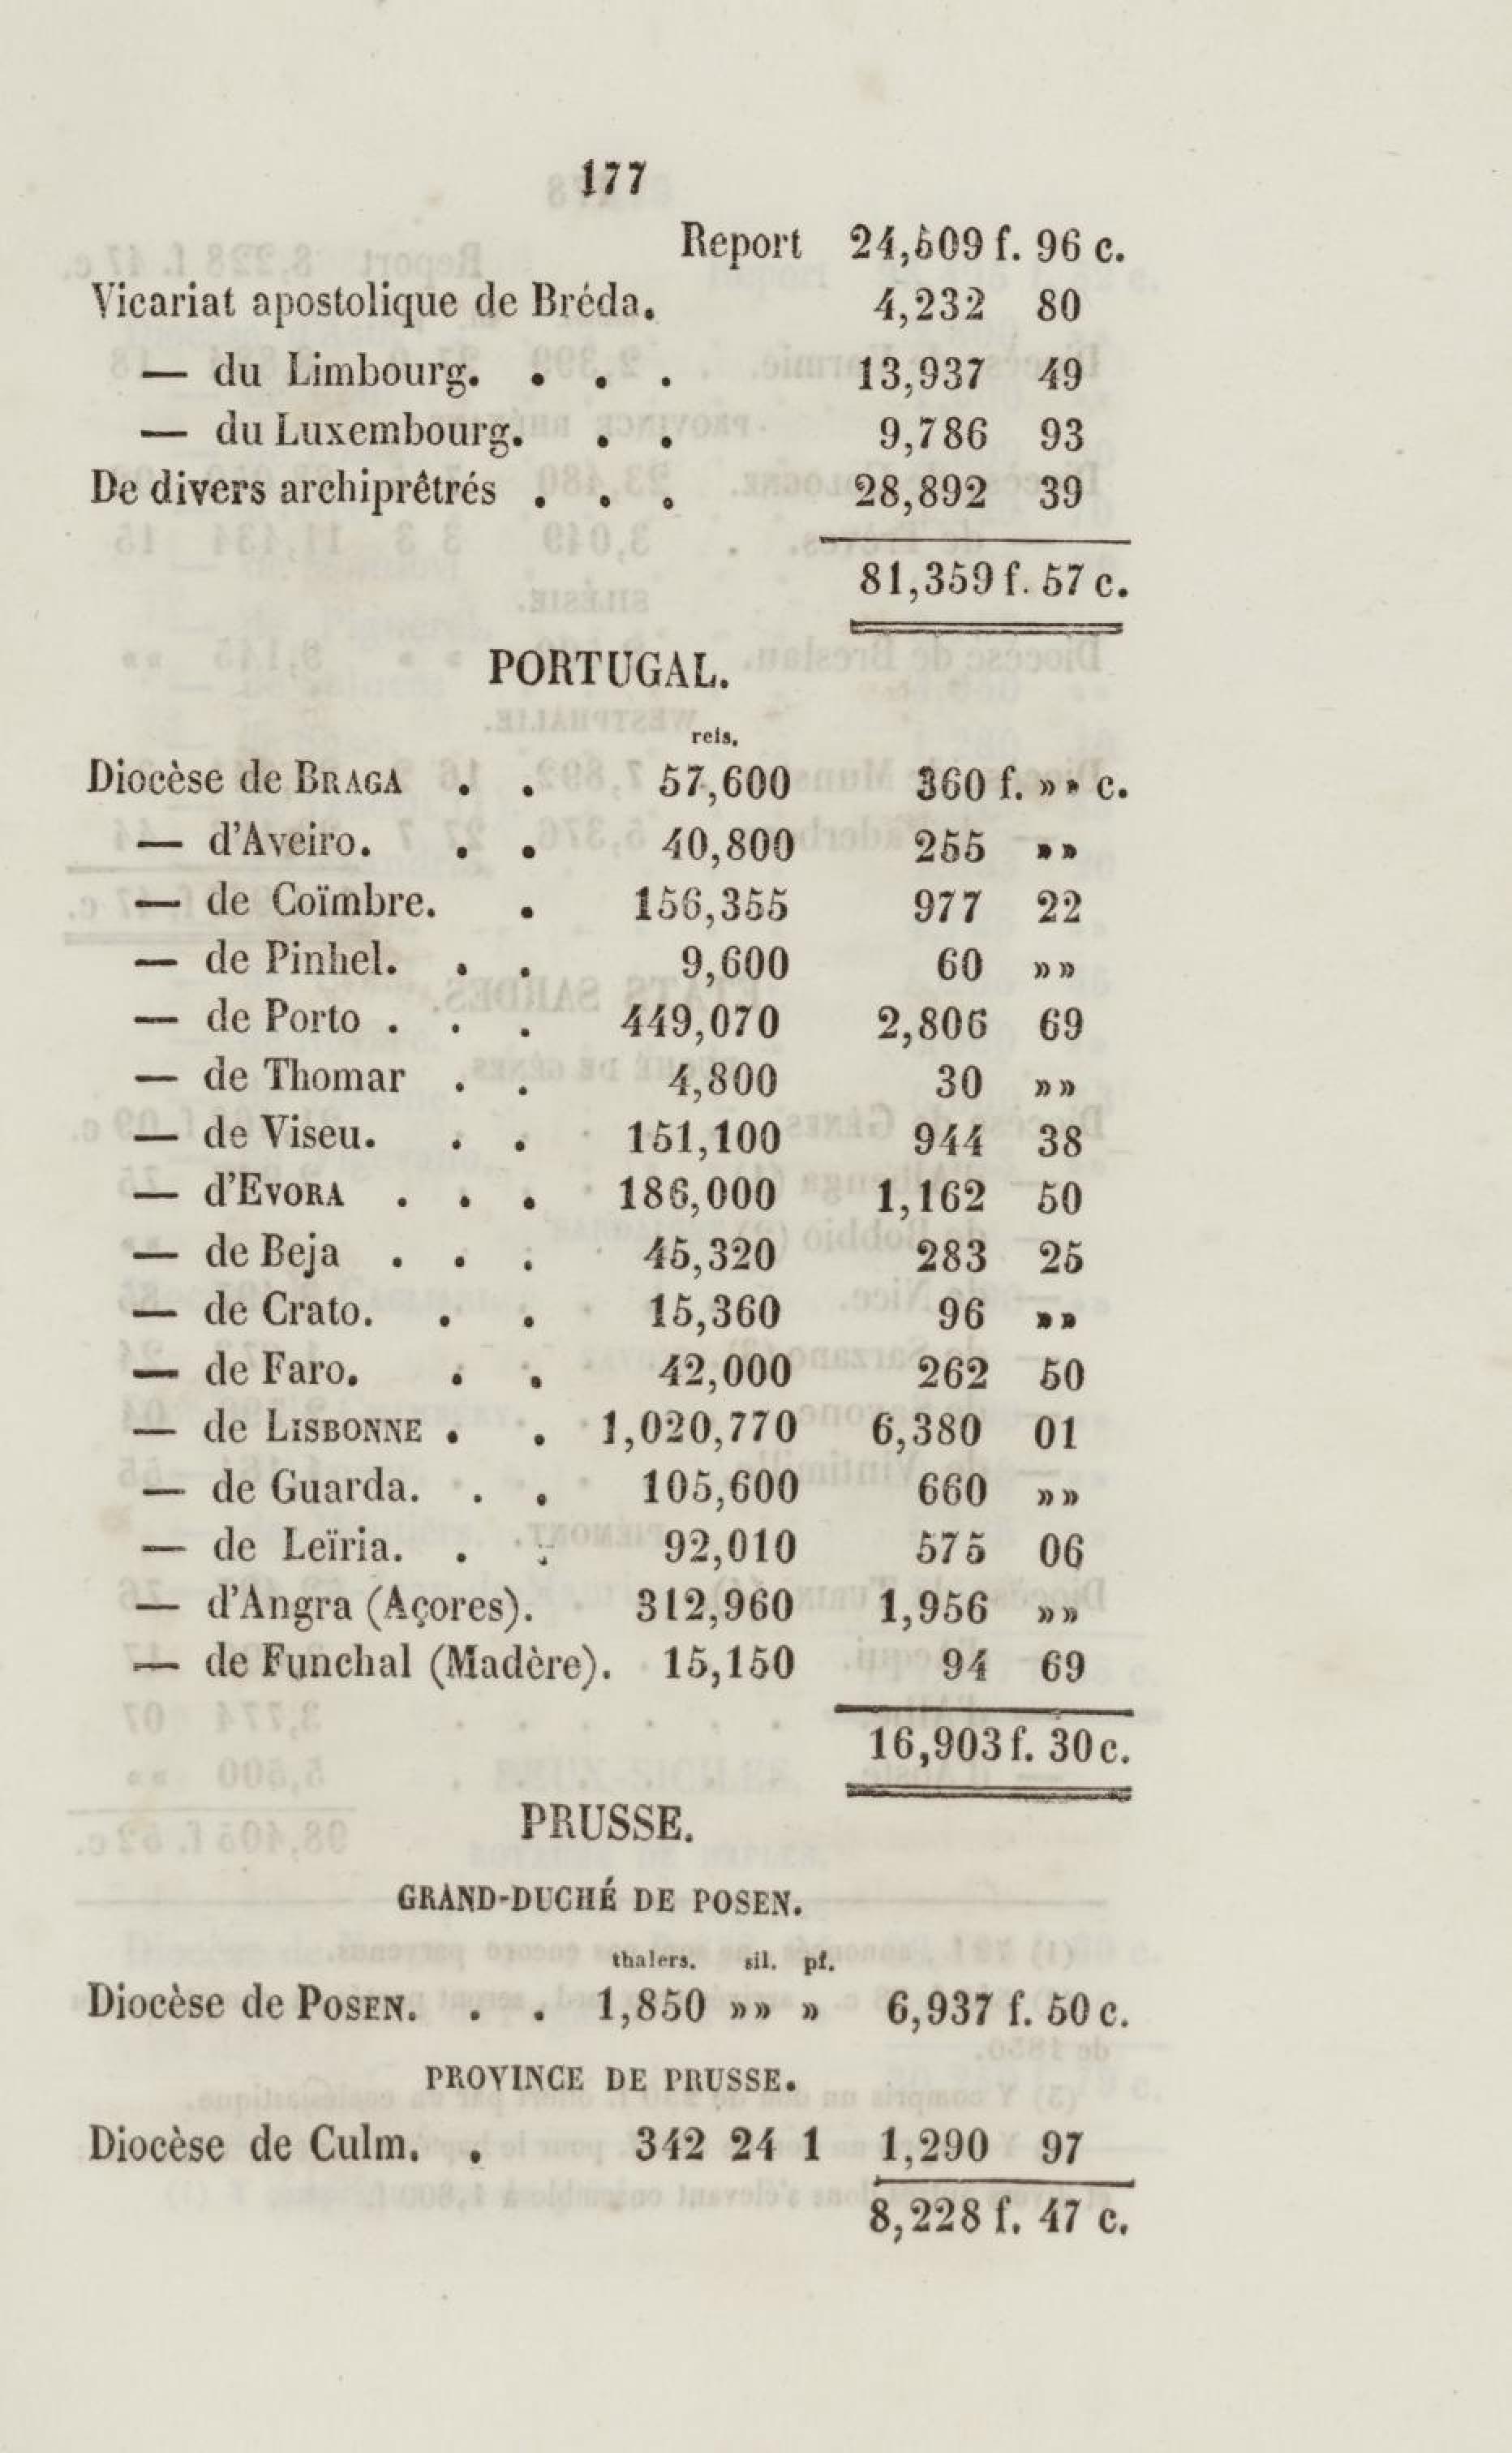 177
Report 24,509 f. 96 c.
Vicariat apostolique de Bréda. 4,232 80
— du Limbourg. . . . 13,937 49
— du Luxembourg. . . 9,786 93
De divers archiprêtrés . . . 28,892 39
81,359 f. 57 c.
PORTUGAL.
reis.
Diocèse de BRAGA . . 57,600 360 f. »» c.
— d'Aveiro. . . 40,800 255 »»
— de Coïmbre. . 156,355 977 22
— de Pinhel. . . 9,600 60 »»
— de Porto . . . 449,070 2,806 69
— de Thomar . . 4,800 30 »»
— de Viseu. . . 151,100 944 38
— d'EVORA . . . 186,000 1,162 50
— de Beja . . . 45,320 283 25
— de Crato. . . 15,360 96 »»
— de Faro. . . 42,000 262 50
— de LISBONNE . . 1,020,770 6,380 01
— de Guarda. . . 105,600 660 »»
— de Leïria. . . 92,010 575 06
— d'Angra (Açores). 312,960 1,956 »»
— de Funchal (Madère). 15,150 94 69
16,903 f. 30 c.
PRUSSE.
GRAND-DUCHÉ DE POSEN.
thalers. sil. pf.
Diocèse de POSEN. . . 1,850 »» » 6,937 f. 50 c.
PROVINCE DE PRUSSE.
Diocèse de Culm. . 342 24 1 1,290 97
8,228 f. 47 c.